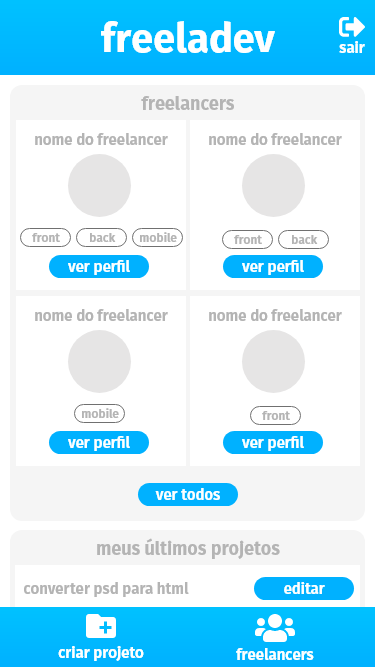 freeladev
sair
freelancers
nome do freelancer
nome do freelancer
front back mobile
front back
ver perfil
ver perfil
nome do freelancer
nome do freelancer
mobile
front
ver perfil
ver perfil
ver todos
meus últimos projetos
converter psd para html
editar
criar projeto
freelancers